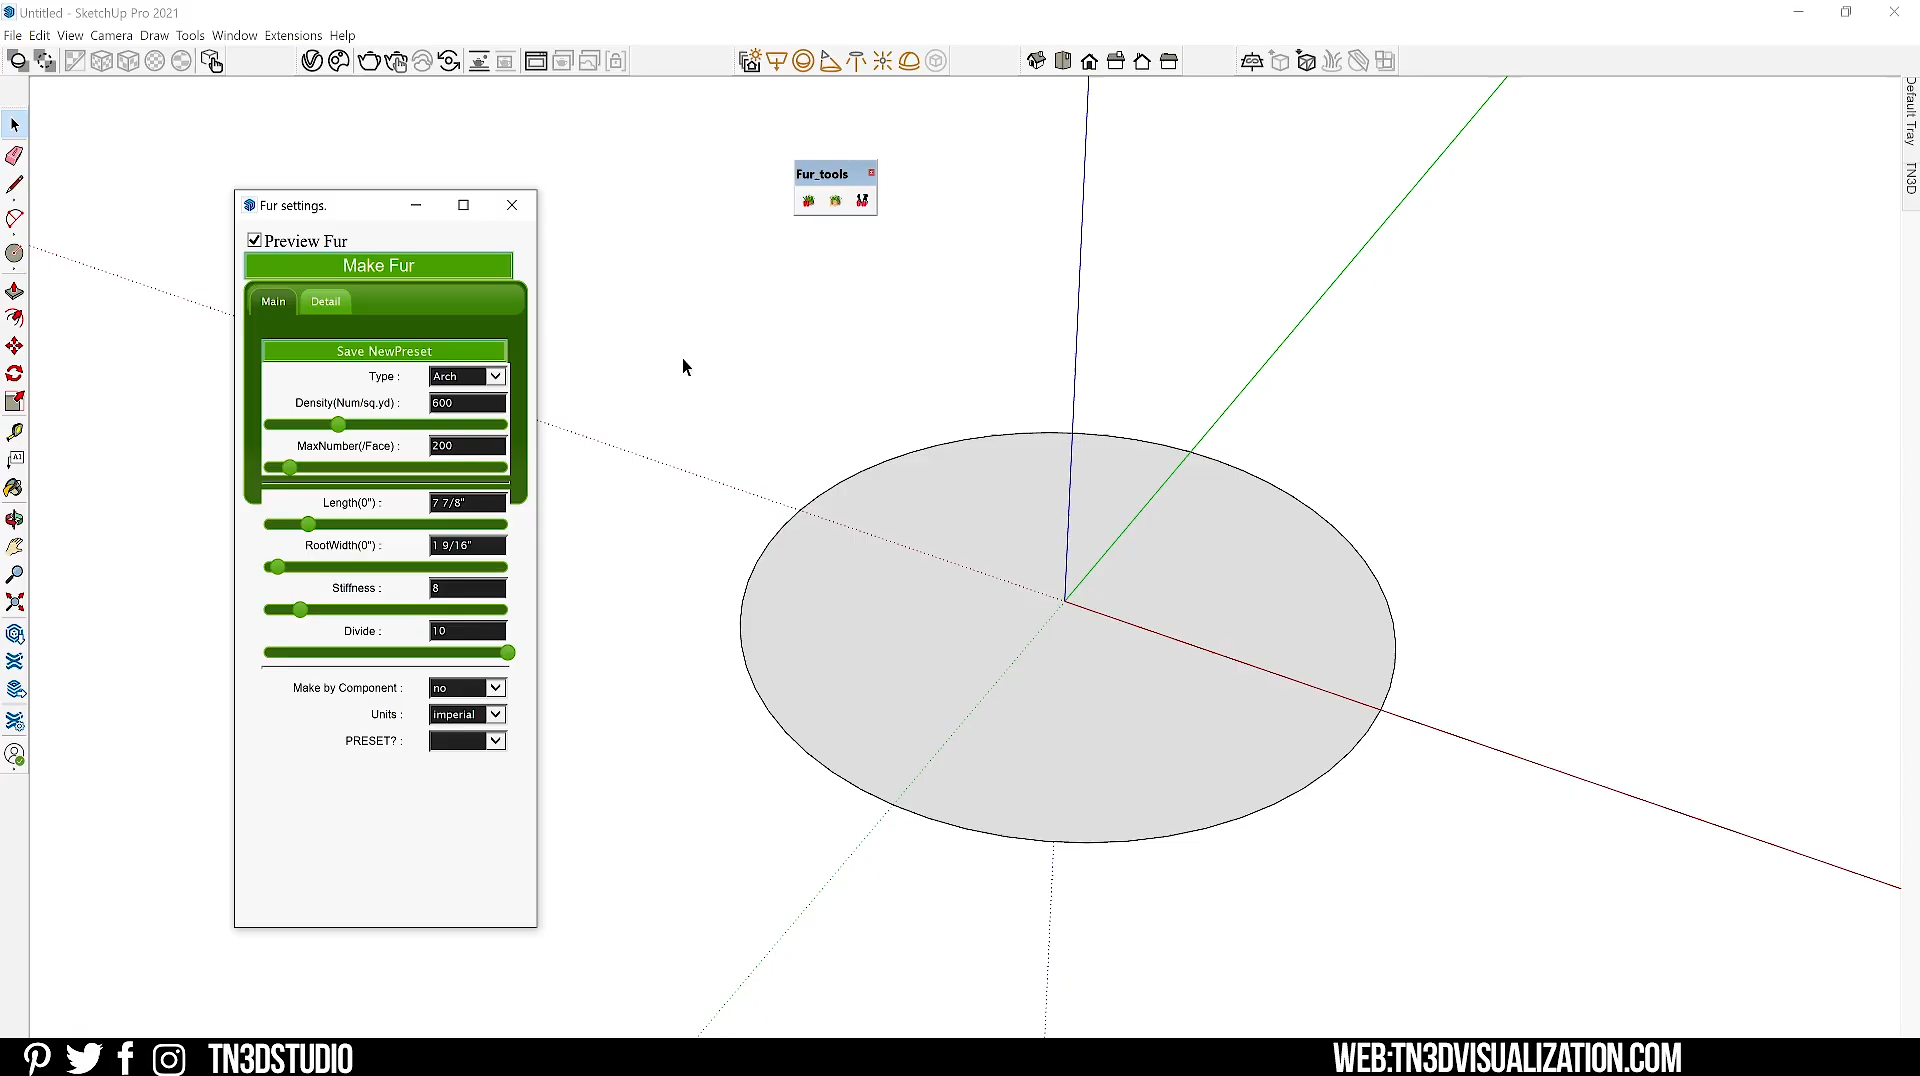 Untitled - SketchUp Pro 2021
File Edit View Camera Draw Tools Window Extensions Help
Default Tray
TN3D
Fur_tools
Fur settings.
Preview Fur
Make Fur
Main Detail
Save NewPreset
Type : Arch
Density(Num/sq.yd) : 600
MaxNumber(/Face) : 200
Length(0") : 7 7/8"
RootWidth(0") : 1 9/16"
Stiffness : 8
Divide : 10
Make by Component : no
Units : imperial
PRESET? :
TN3DSTUDIO
WEB:TN3DVISUALIZATION.COM